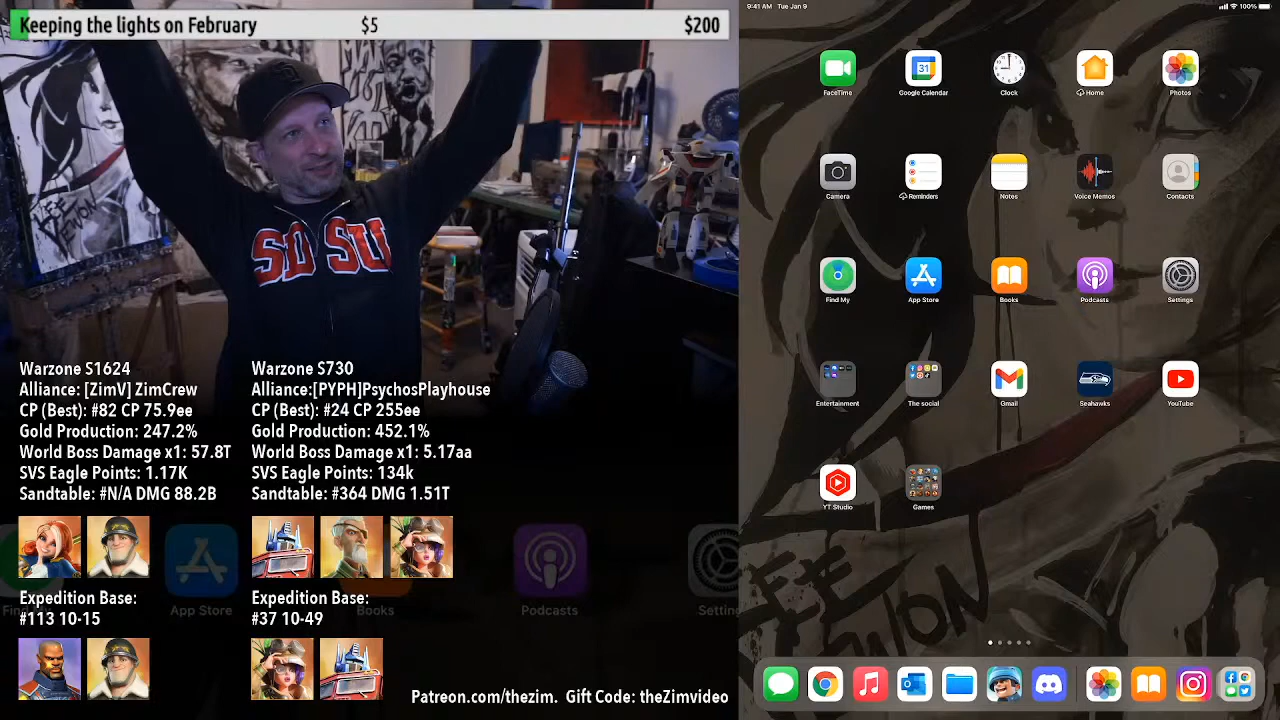 Keeping the lights on February $5 $200
SDSU
Warzone S1624
Alliance: [ZimV] ZimCrew
CP (Best): #82 CP 75.9ee
Gold Production: 247.2%
World Boss Damage x1: 57.8T
SVS Eagle Points: 1.17K
Sandtable: #N/A DMG 88.2B
Warzone S730
Alliance:[PYPH]PsychosPlayhouse
CP (Best): #24 CP 255ee
Gold Production: 452.1%
World Boss Damage x1: 5.17aa
SVS Eagle Points: 134k
Sandtable: #364 DMG 1.51T
App Store
Books
Podcasts
Expedition Base:
#113 10-15
Expedition Base:
#37 10-49
Patreon.com/thezim. Gift Code: theZimvideo
9:41 AM Tue Jan 9
100%
FaceTime
31
Google Calendar
Clock
Home
Photos
Camera
Reminders
Notes
Voice Memos
Contacts
Find My
App Store
Books
Podcasts
Settings
Entertainment
The social
Gmail
Seahawks
YouTube
YT Studio
Games